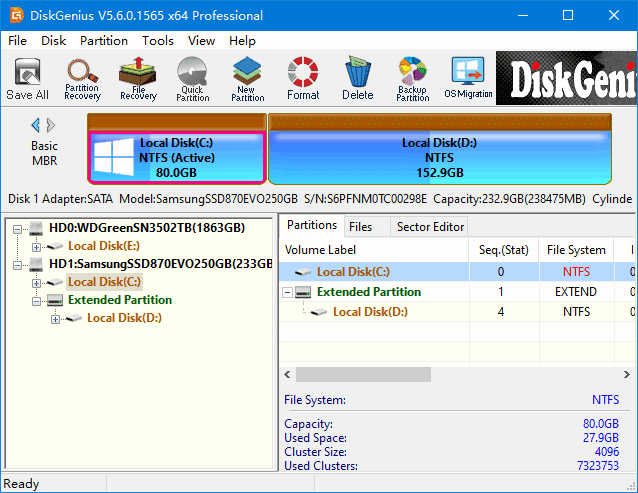 DiskGenius V5.6.0.1565 x64 Professional
File Disk Partition Tools View Help
Save All
Partition Recovery
File Recovery
Quick Partition
New Partition
Format
Delete
Backup Partition
OS Migration
DiskGeni
Basic
MBR
Local Disk(C:)
NTFS (Active)
80.0GB
Local Disk(D:)
NTFS
152.9GB
Disk 1 Adapter:SATA Model:SamsungSSD870EVO250GB S/N:S6PFNM0TC00298E Capacity:232.9GB(238475MB) Cylinde
HD0:WDGreenSN3502TB(1863GB)
Local Disk(E:)
HD1:SamsungSSD870EVO250GB(233GB
Local Disk(C:)
Extended Partition
Local Disk(D:)
Partitions Files Sector Editor
Volume Label Seq.(Stat) File System
Local Disk(C:) 0 NTFS 0
Extended Partition 1 EXTEND 0
Local Disk(D:) 4 NTFS 0
File System: NTFS
Capacity: 80.0GB
Used Space: 27.9GB
Cluster Size: 4096
Used Clusters: 7323753
Ready